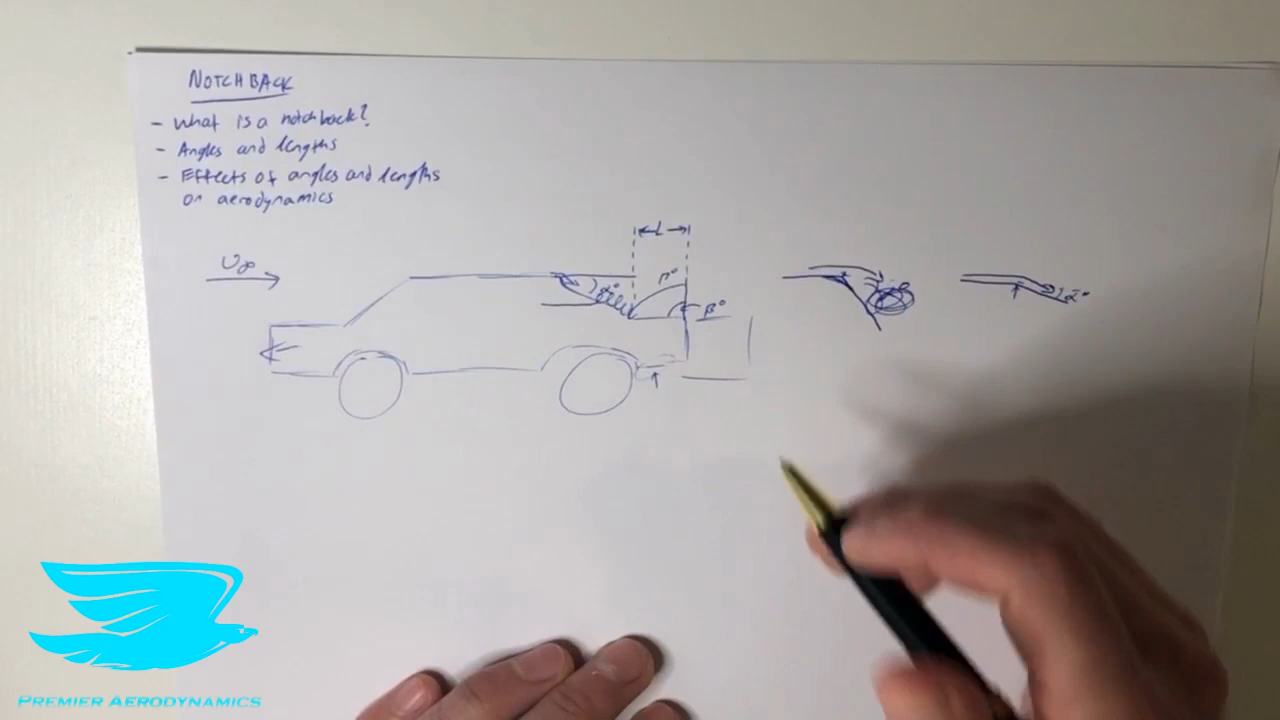 NOTCHBACK
- What is a notchback?
- Angles and lengths
- Effects of angles and lengths
on aerodynamics
U∞
L
α°
Γ°
β°
α°
PREMIER AERODYNAMICS